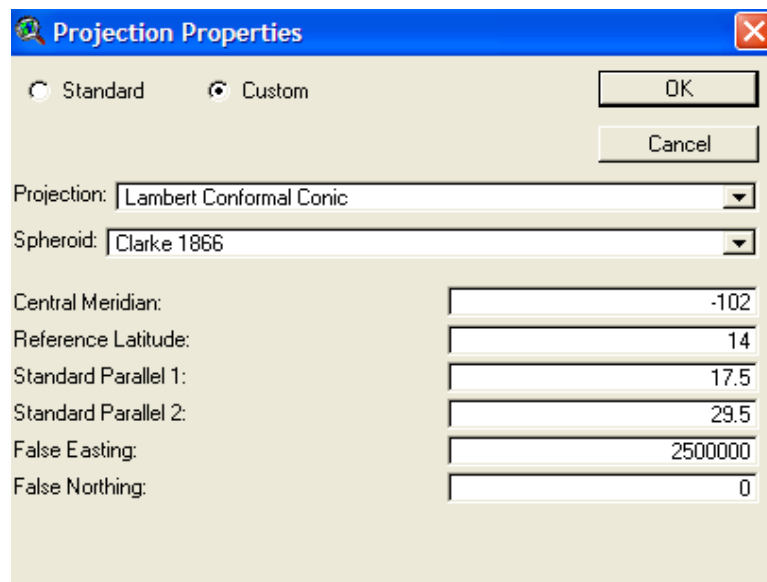 Projection Properties
Standard Custom OK
Cancel
Projection: Lambert Conformal Conic
Spheroid: Clarke 1866
Central Meridian: -102
Reference Latitude: 14
Standard Parallel 1: 17.5
Standard Parallel 2: 29.5
False Easting: 2500000
False Northing: 0